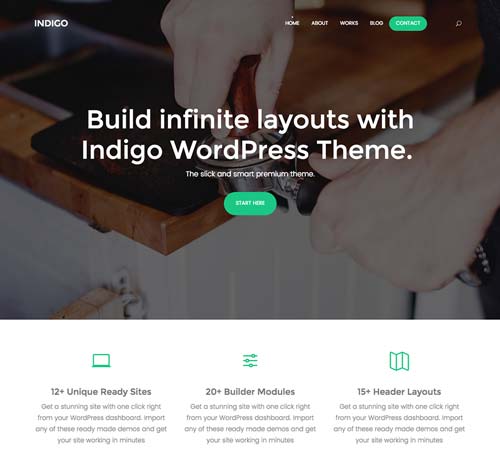 INDIGO
HOME ABOUT WORKS BLOG CONTACT
Build infinite layouts with
Indigo WordPress Theme.
The slick and smart premium theme.
START HERE
12+ Unique Ready Sites
Get a stunning site with one click right
from your WordPress dashboard. Import
any of these ready made demos and get
your site working in minutes
20+ Builder Modules
Get a stunning site with one click right
from your WordPress dashboard. Import
any of these ready made demos and get
your site working in minutes
15+ Header Layouts
Get a stunning site with one click right
from your WordPress dashboard. Import
any of these ready made demos and get
your site working in minutes